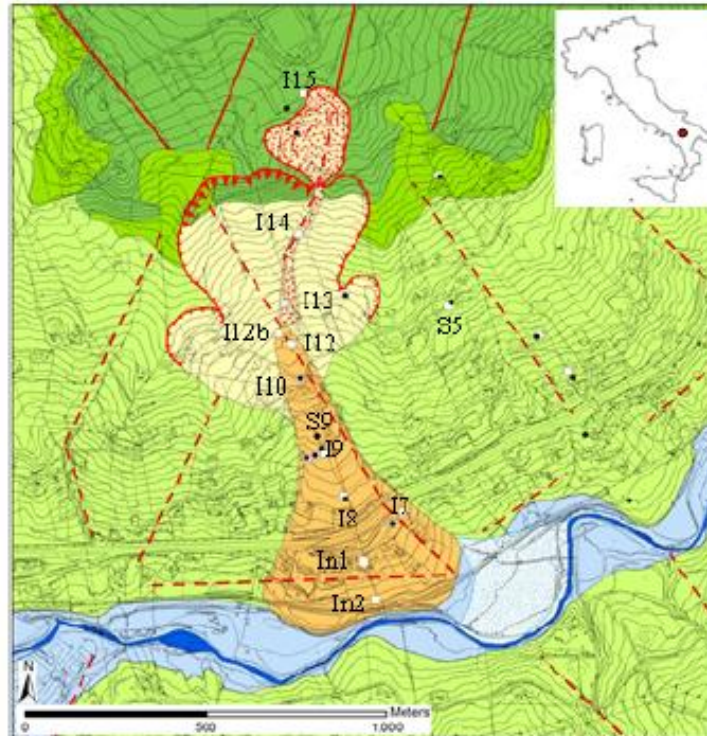 I15
I14
I13
S5
I12b
I12
I10
S9
I9
I8
I7
In1
In2
N
Meters
0 500 1.000